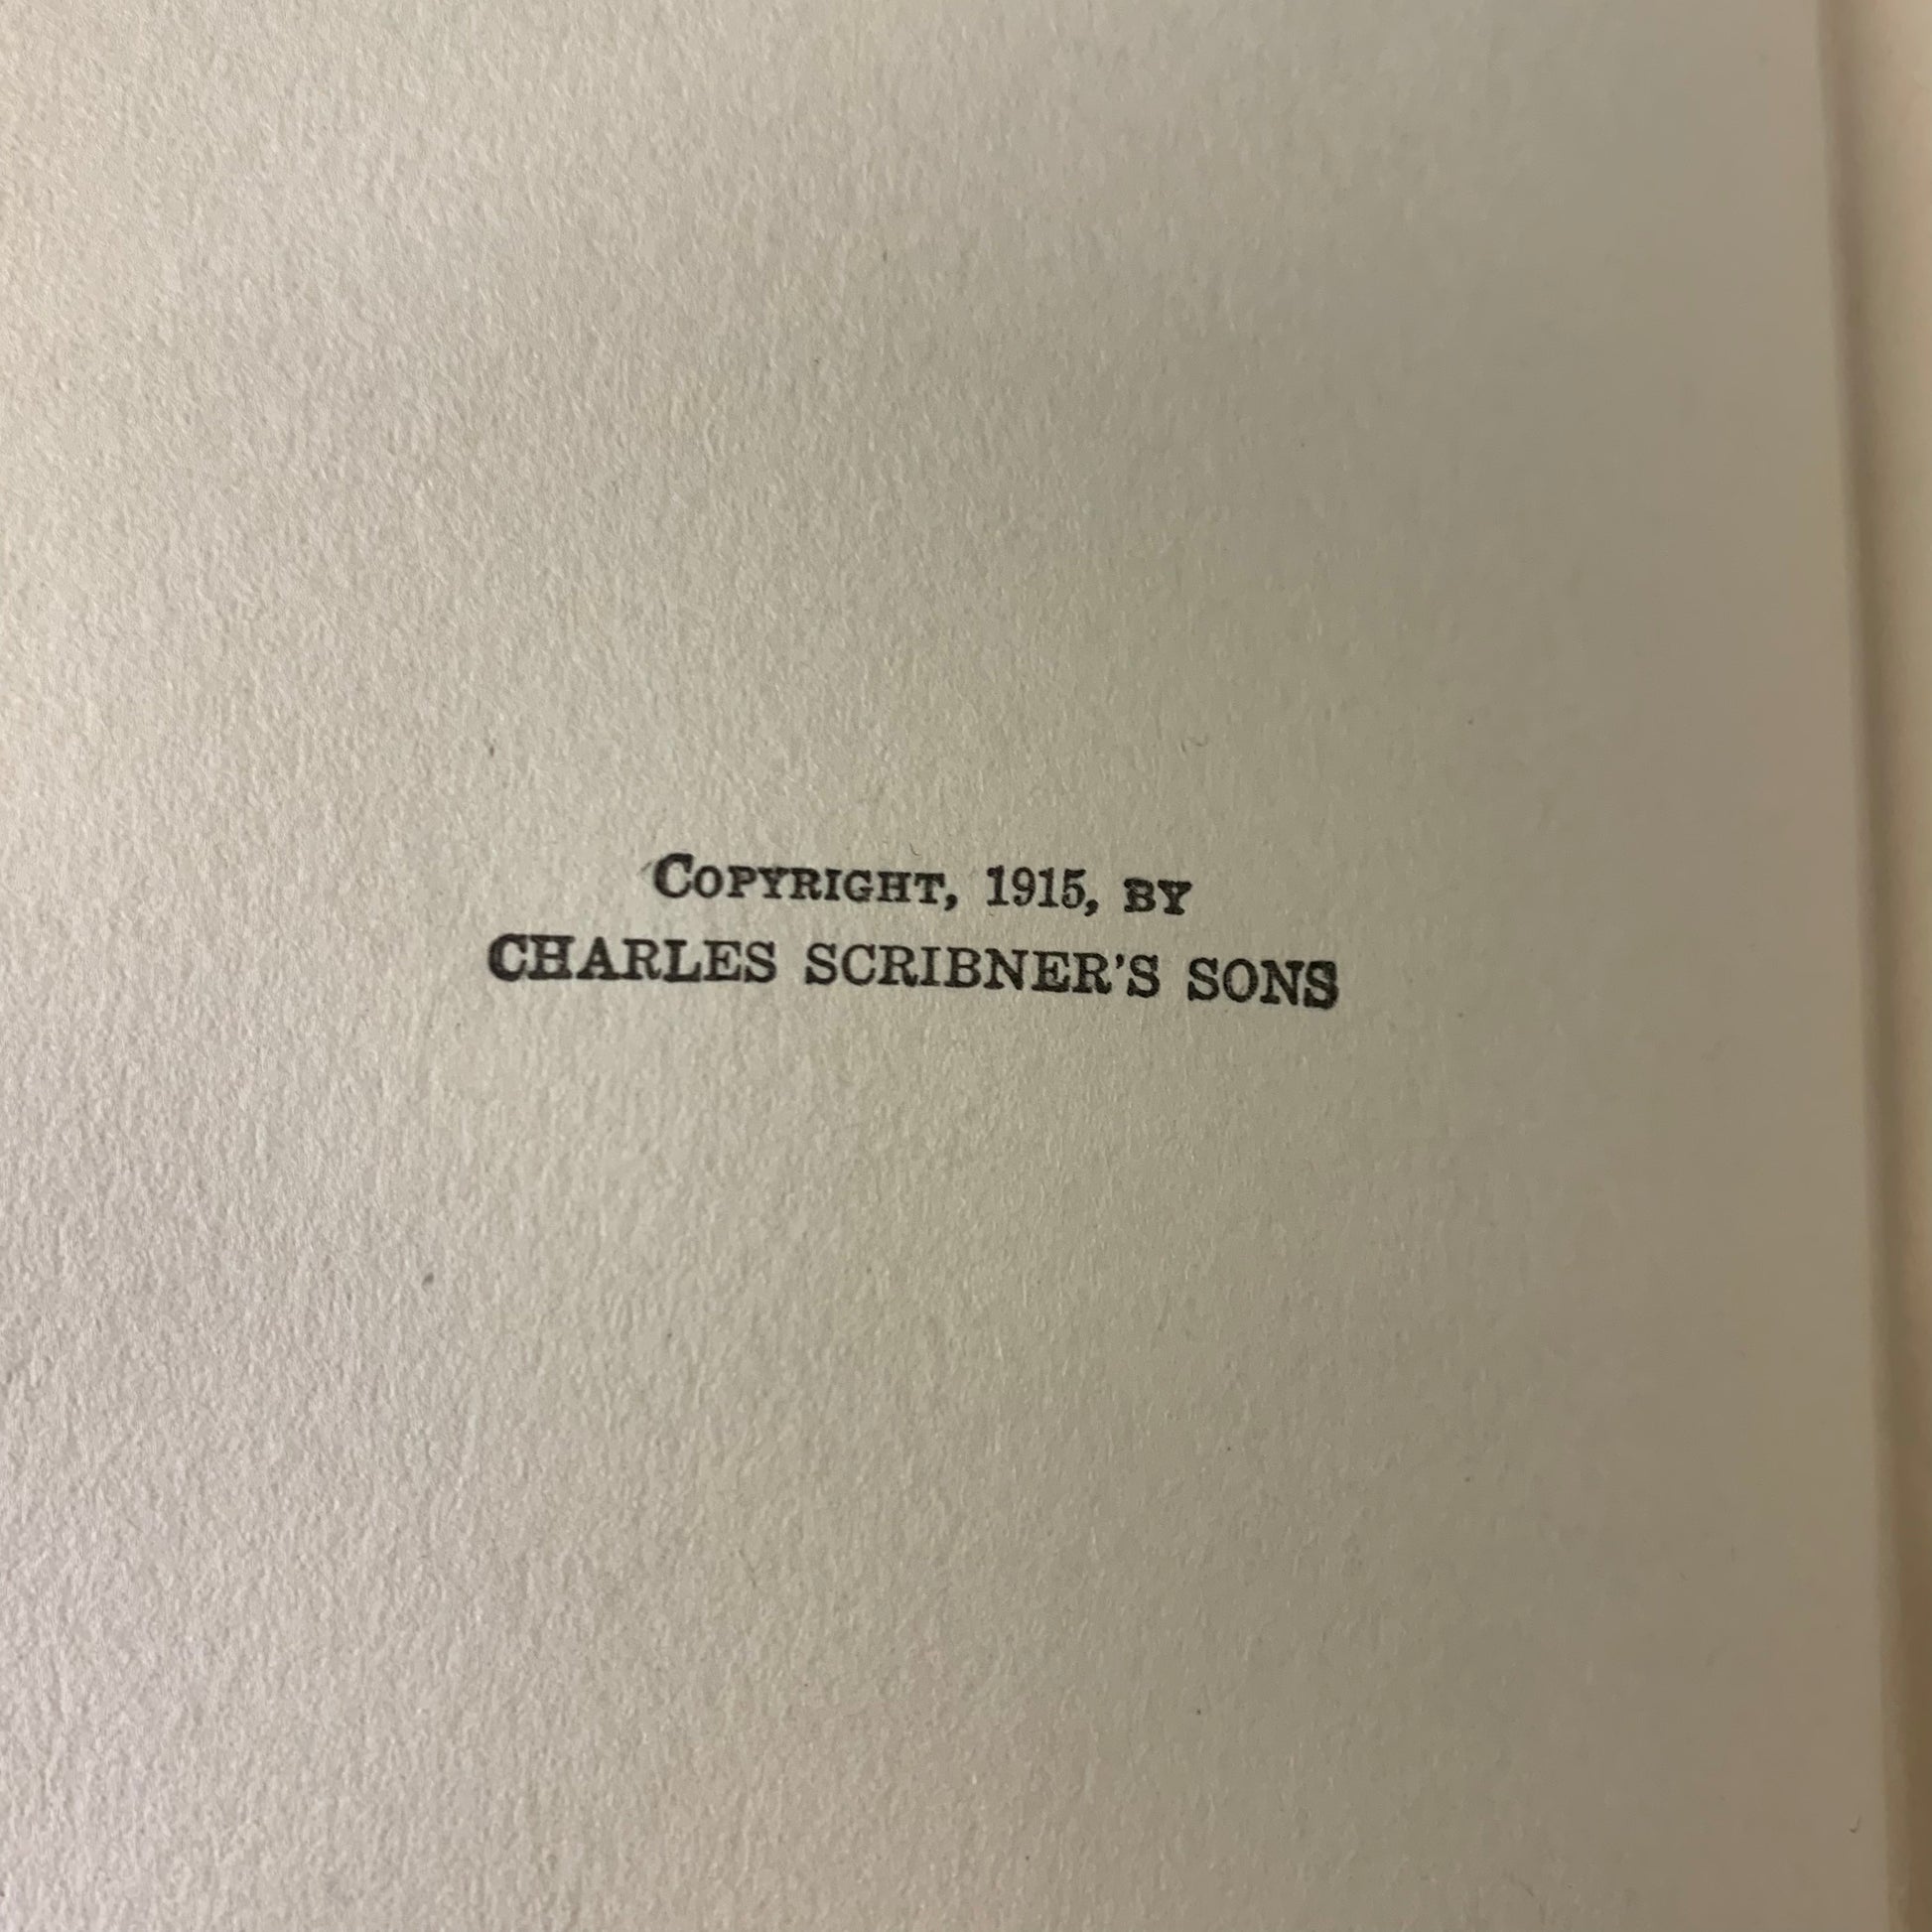 Copyright, 1915, by
CHARLES SCRIBNER'S SONS